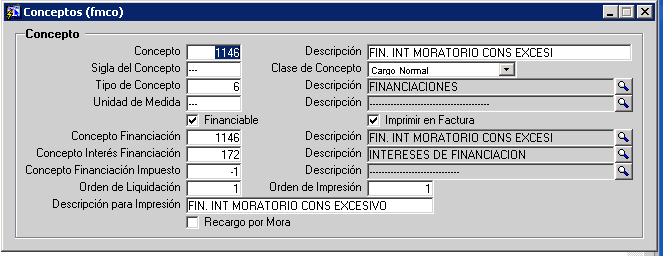 Conceptos (fmco)
Concepto
Concepto 1146 Descripción FIN. INT MORATORIO CONS EXCESI
Sigla del Concepto --- Clase de Concepto Cargo Normal
Tipo de Concepto 6 Descripción FINANCIACIONES
Unidad de Medida --- Descripción ----------------------------------------
Financiable Imprimir en Factura
Concepto Financiación 1146 Descripción FIN. INT MORATORIO CONS EXCESI
Concepto Interés Financiación 172 Descripción INTERESES DE FINANCIACION
Concepto Financiación Impuesto -1 Descripción ------------------------------
Orden de Liquidación 1 Orden de Impresión 1
Descripción para Impresión FIN. INT MORATORIO CONS EXCESIVO
Recargo por Mora